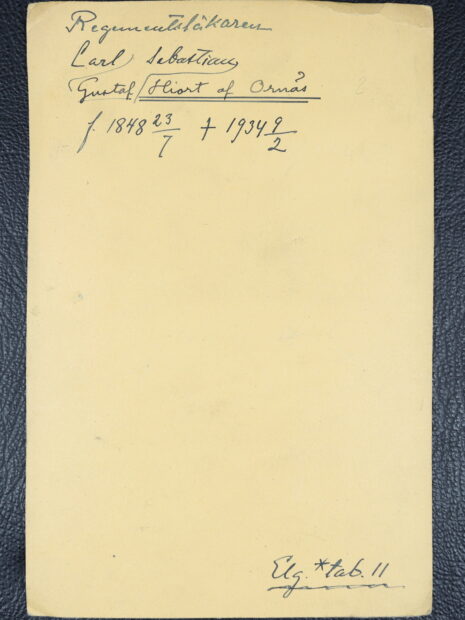 Regementsläkaren
Carl Sebastian
Gustaf Hiort af Ornäs
f. 1848 23/7 † 1934 9/2
Elg. *tab. 11